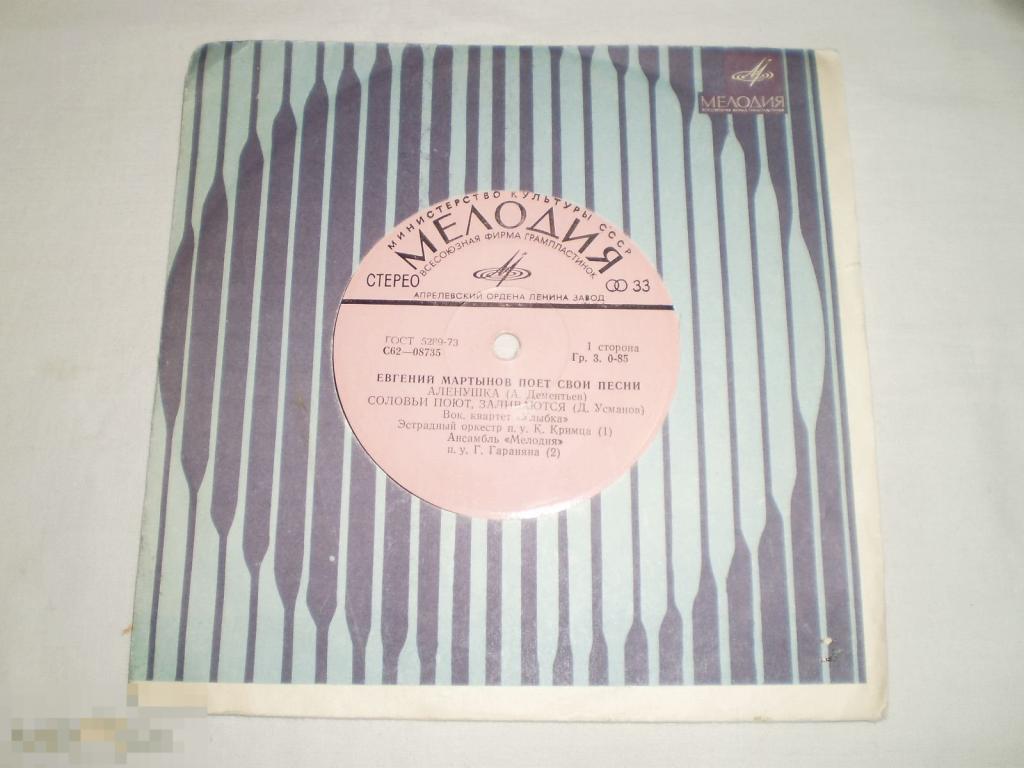 МЕЛОДИЯ
МИНИСТЕРСТВО КУЛЬТУРЫ СССР
МЕЛОДИЯ
ВСЕСОЮЗНАЯ ФИРМА ГРАМПЛАСТИНОК
СТЕРЕО
33
АПРЕЛЕВСКИЙ ОРДЕНА ЛЕНИНА ЗАВОД
ГОСТ 5289-73
С62—08735
1 сторона
Гр. 3. 0-85
ЕВГЕНИЙ МАРТЫНОВ ПОЕТ СВОИ ПЕСНИ
АЛЕНУШКА (А. Дементьев)
СОЛОВЬИ ПОЮТ, ЗАЛИВАЮТСЯ (Д. Усманов)
Вок. квартет «Улыбка»
Эстрадный оркестр п. у. К. Кримца (1)
Ансамбль «Мелодия»
п. у. Г. Гараняна (2)